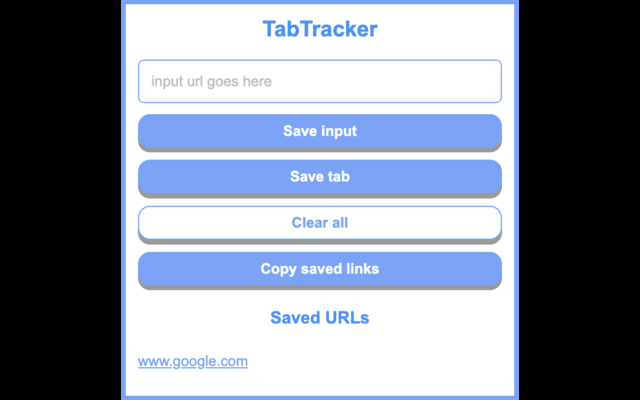 TabTracker
input url goes here
Save input
Save tab
Clear all
Copy saved links
Saved URLs
www.google.com